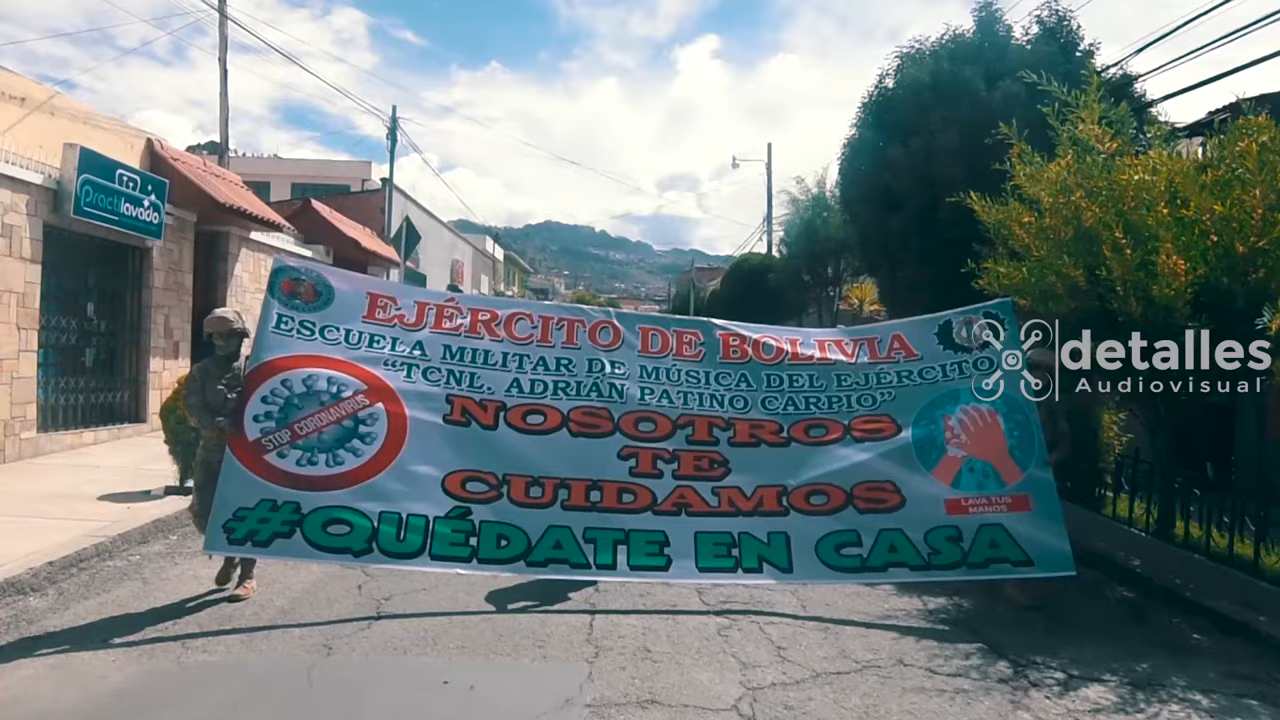 practilavado
EJÉRCITO DE BOLIVIA
ESCUELA MILITAR DE MÚSICA DEL EJÉRCITO
"TCNL. ADRIÁN PATIÑO CARPIO"
STOP CORONAVIRUS
NOSOTROS
TE
CUIDAMOS
LAVA TUS
MANOS
#QUÉDATE EN CASA
detalles
Audiovisual